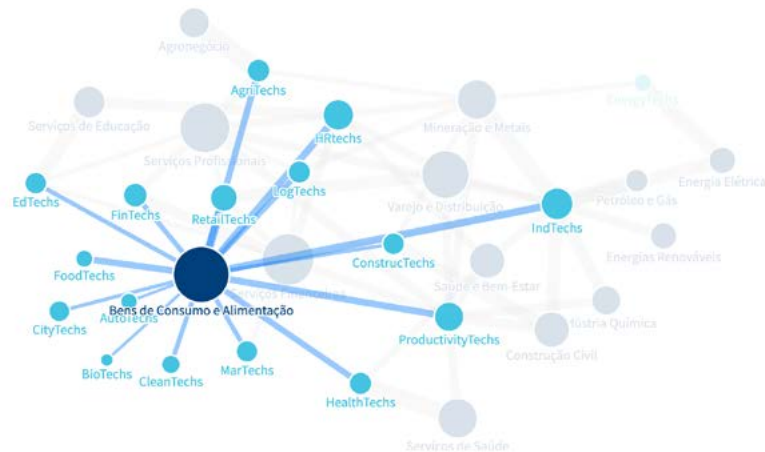 Agronegócio
AgriTechs
EnergyTechs
Serviços de Educação
Mineração e Metais
HRtechs
Serviços Profissionais
Energia Elétrica
LogTechs
EdTechs
Petróleo e Gás
FinTechs
RetailTechs
Varejo e Distribuição
IndTechs
ConstrucTechs
Energias Renováveis
FoodTechs
Saúde e Bem-Estar
Serviços Financeiros
AutoTechs
Bens de Consumo e Alimentação
CityTechs
ProductivityTechs
Construção Civil
BioTechs
CleanTechs
MarTechs
HealthTechs
Serviços de Saúde